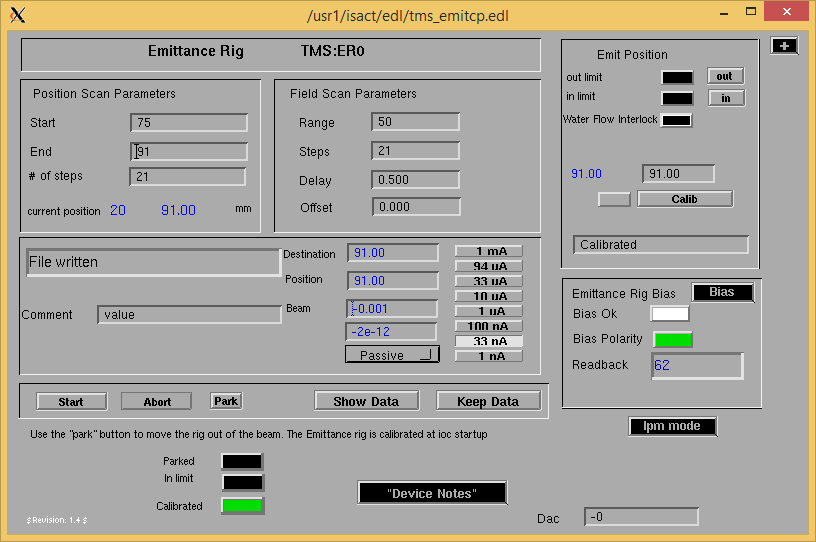 /usr1/isact/edl/tms_emitcp.edl
Emittance Rig TMS:ER0
Position Scan Parameters
Start 75
End 91
# of steps 21
current position 20 91.00 mm
Field Scan Parameters
Range 50
Steps 21
Delay 0.500
Offset 0.000
Emit Position
out limit out
in limit in
Water Flow Interlock
91.00 91.00
Calib
Calibrated
+
File written
Comment value
Destination 91.00
Position 91.00
Beam -0.001
-2e-12
Passive
1 mA
94 uA
33 uA
10 uA
1 uA
100 nA
33 nA
1 nA
Emittance Rig Bias Bias
Bias Ok
Bias Polarity
Readback 62
Start Abort Park Show Data Keep Data
Ipm mode
Use the "park" button to move the rig out of the beam. The Emittance rig is calibrated at ioc startup
Parked
In limit
Calibrated
"Device Notes"
$Revision: 1.4 $
Dac -0